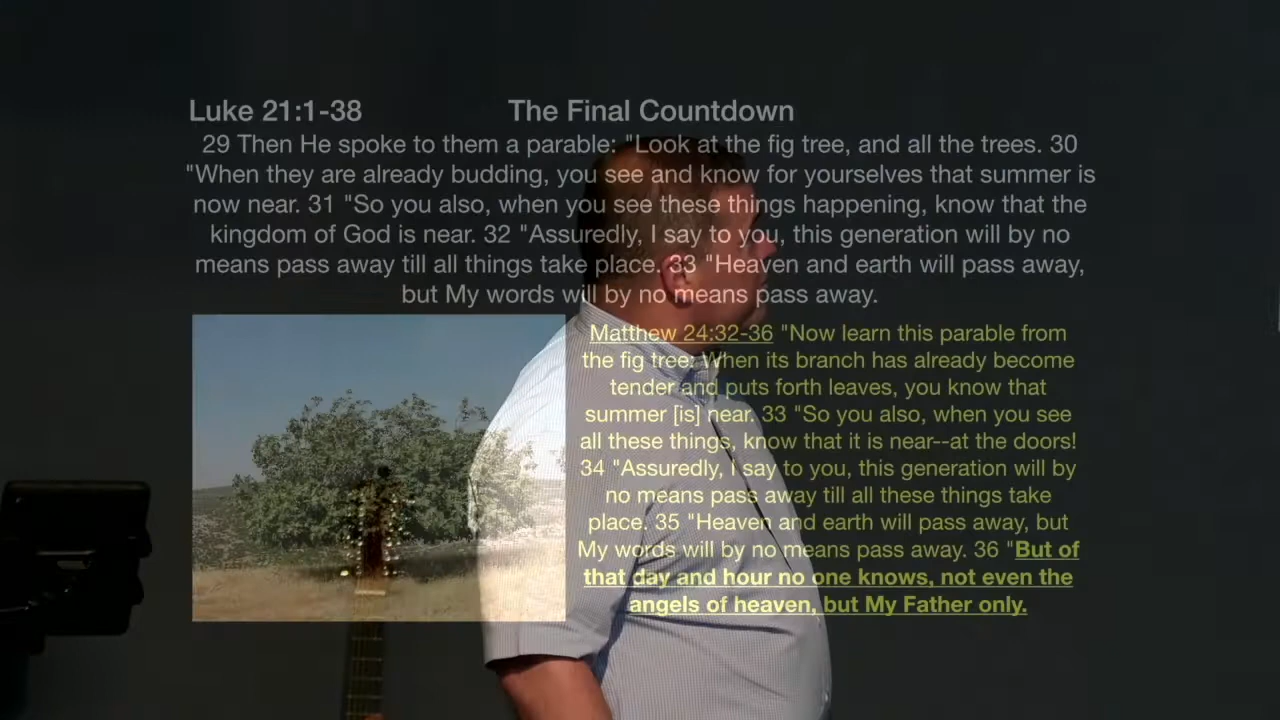 Luke 21:1-38 The Final Countdown
29 Then He spoke to them a parable: "Look at the fig tree, and all the trees. 30
"When they are already budding, you see and know for yourselves that summer is
now near. 31 "So you also, when you see these things happening, know that the
kingdom of God is near. 32 "Assuredly, I say to you, this generation will by no
means pass away till all things take place. 33 "Heaven and earth will pass away,
but My words will by no means pass away.
Matthew 24:32-36 "Now learn this parable from
the fig tree: When its branch has already become
tender and puts forth leaves, you know that
summer [is] near. 33 "So you also, when you see
all these things, know that it is near--at the doors!
34 "Assuredly, I say to you, this generation will by
no means pass away till all these things take
place. 35 "Heaven and earth will pass away, but
My words will by no means pass away. 36 "But of
that day and hour no one knows, not even the
angels of heaven, but My Father only.